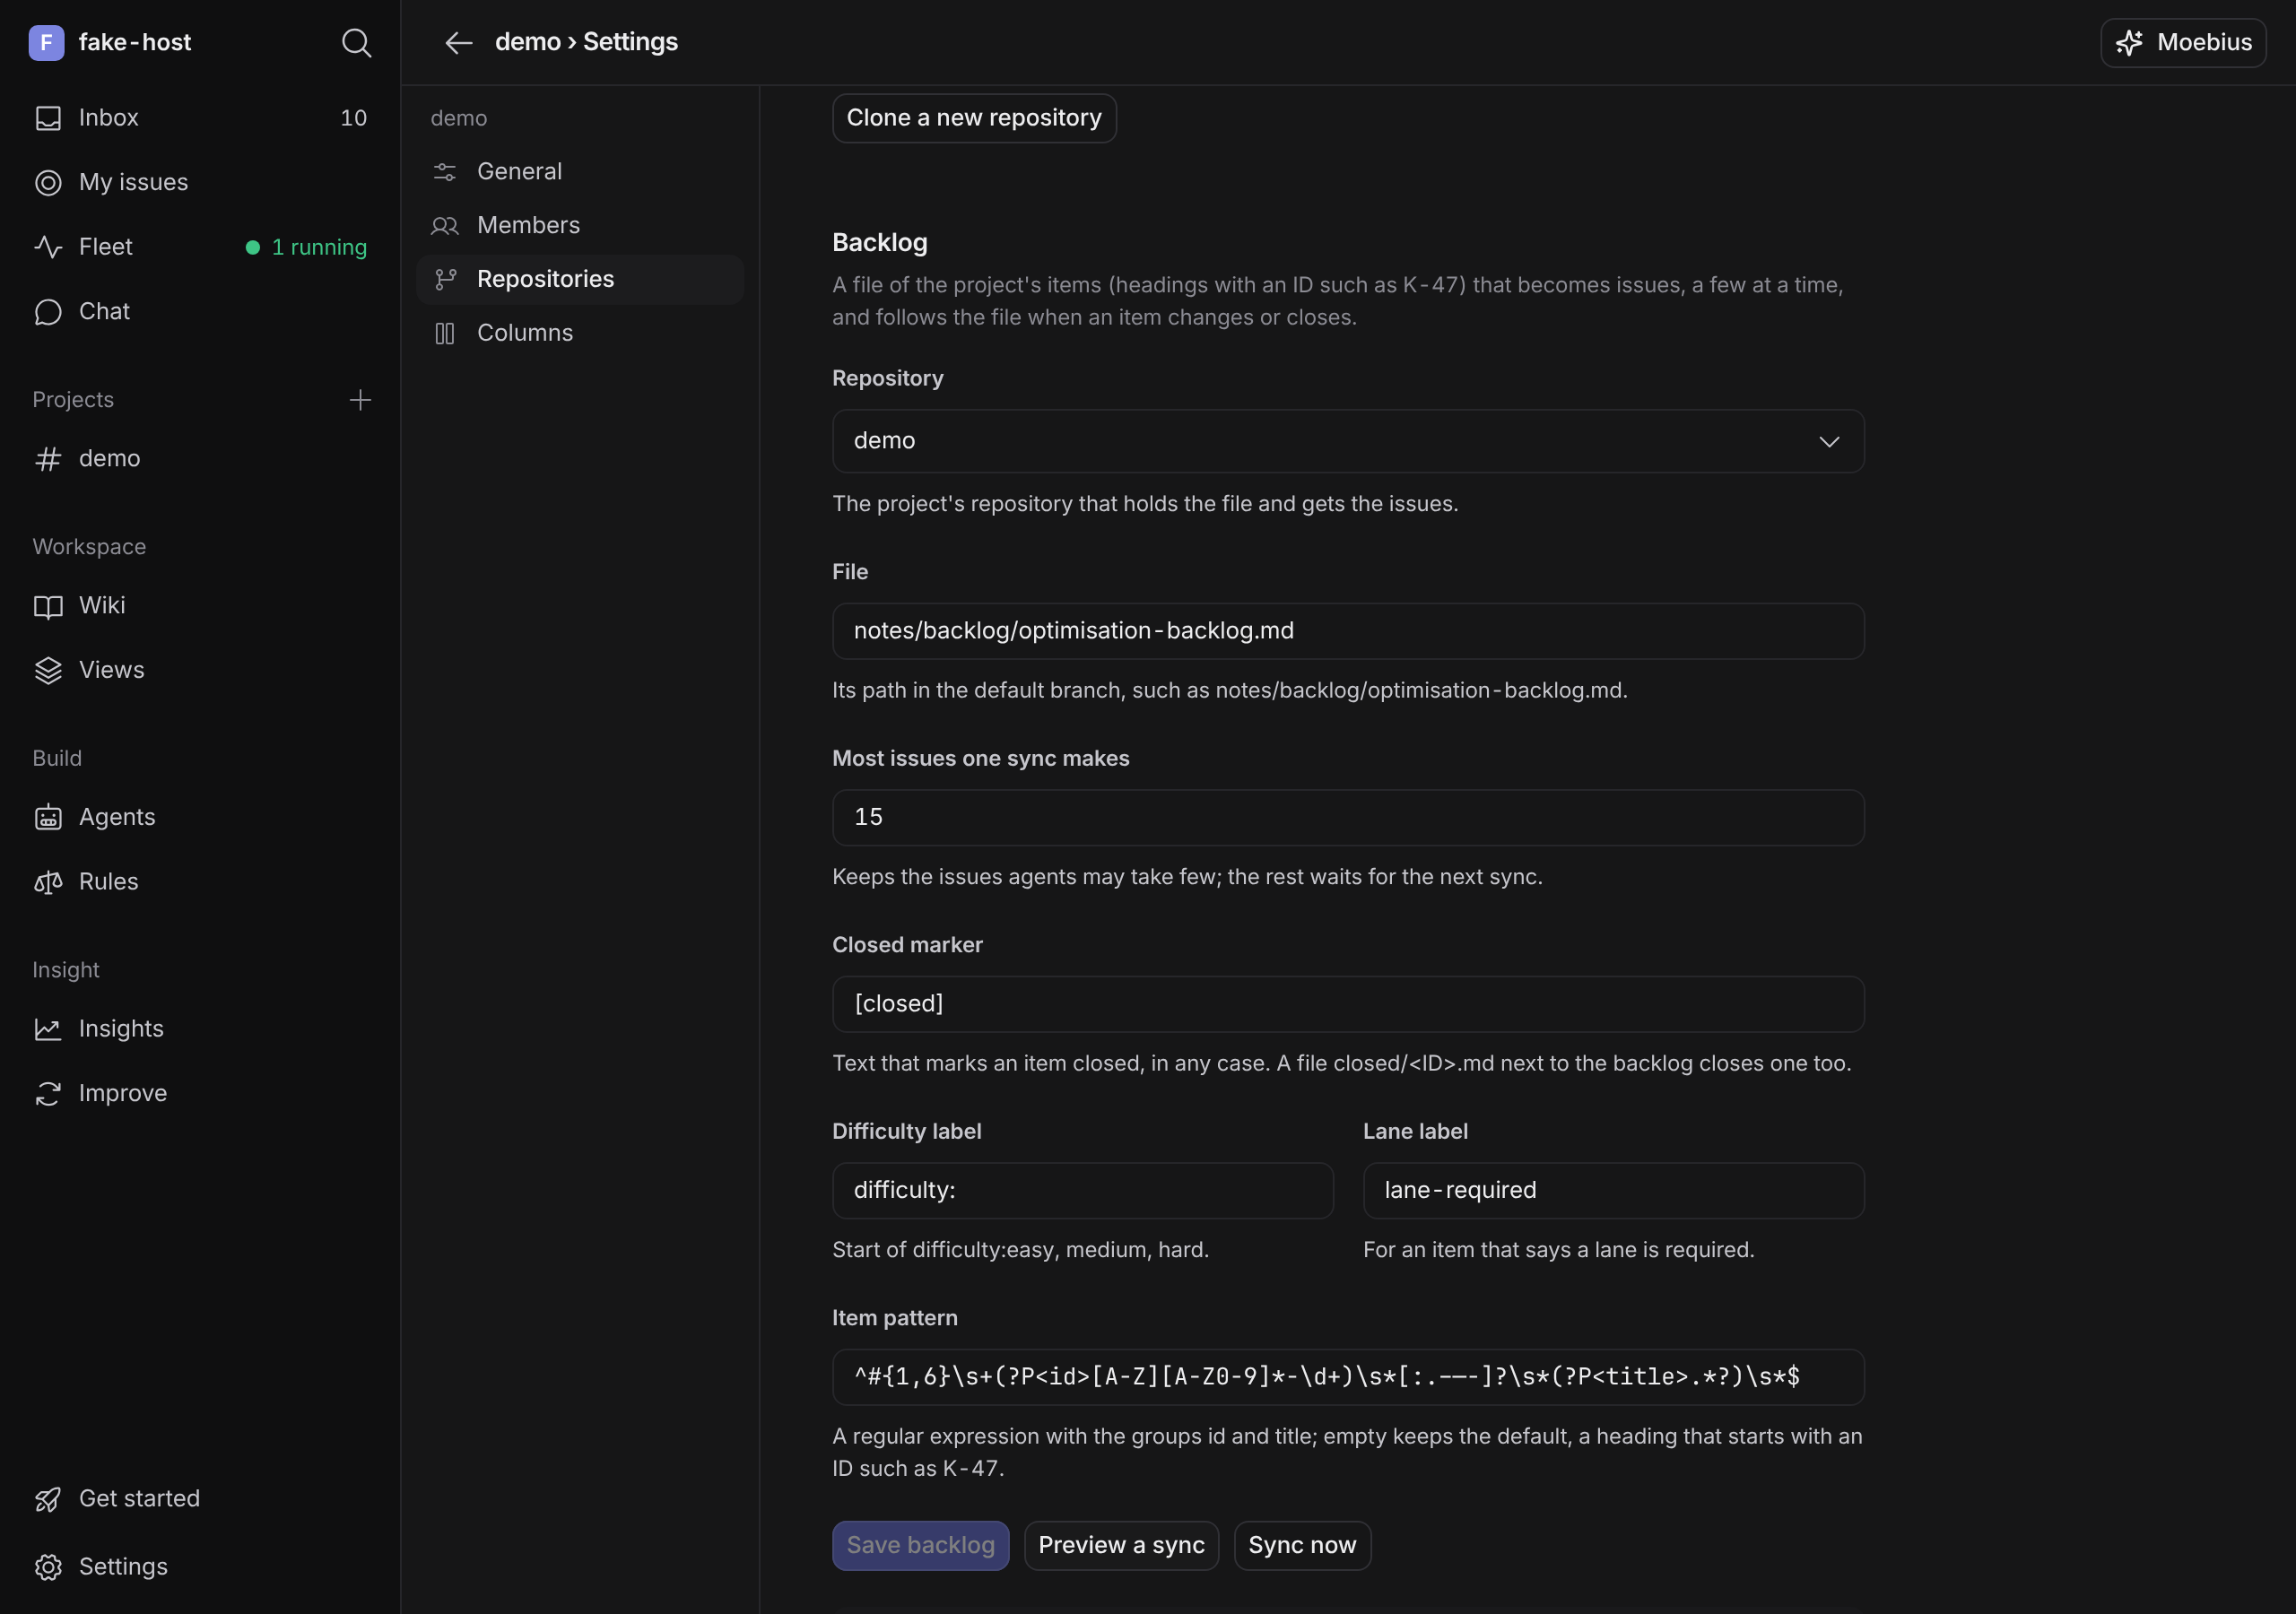 F fake-host
Inbox 10
My issues
Fleet 1 running
Chat
Projects
demo
Workspace
Wiki
Views
Build
Agents
Rules
Insight
Insights
Improve
Get started
Settings
demo › Settings
Moebius
demo
General
Members
Repositories
Columns
Clone a new repository
Backlog
A file of the project's items (headings with an ID such as K-47) that becomes issues, a few at a time,
and follows the file when an item changes or closes.
Repository
demo
The project's repository that holds the file and gets the issues.
File
notes/backlog/optimisation-backlog.md
Its path in the default branch, such as notes/backlog/optimisation-backlog.md.
Most issues one sync makes
15
Keeps the issues agents may take few; the rest waits for the next sync.
Closed marker
[closed]
Text that marks an item closed, in any case. A file closed/<ID>.md next to the backlog closes one too.
Difficulty label
difficulty:
Start of difficulty:easy, medium, hard.
Lane label
lane-required
For an item that says a lane is required.
Item pattern
^#{1,6}\s+(?P<id>[A-Z][A-Z0-9]*-\d+)\s*[:.—–-]?\s*(?P<title>.*?)\s*$
A regular expression with the groups id and title; empty keeps the default, a heading that starts with an
ID such as K-47.
Save backlog
Preview a sync
Sync now